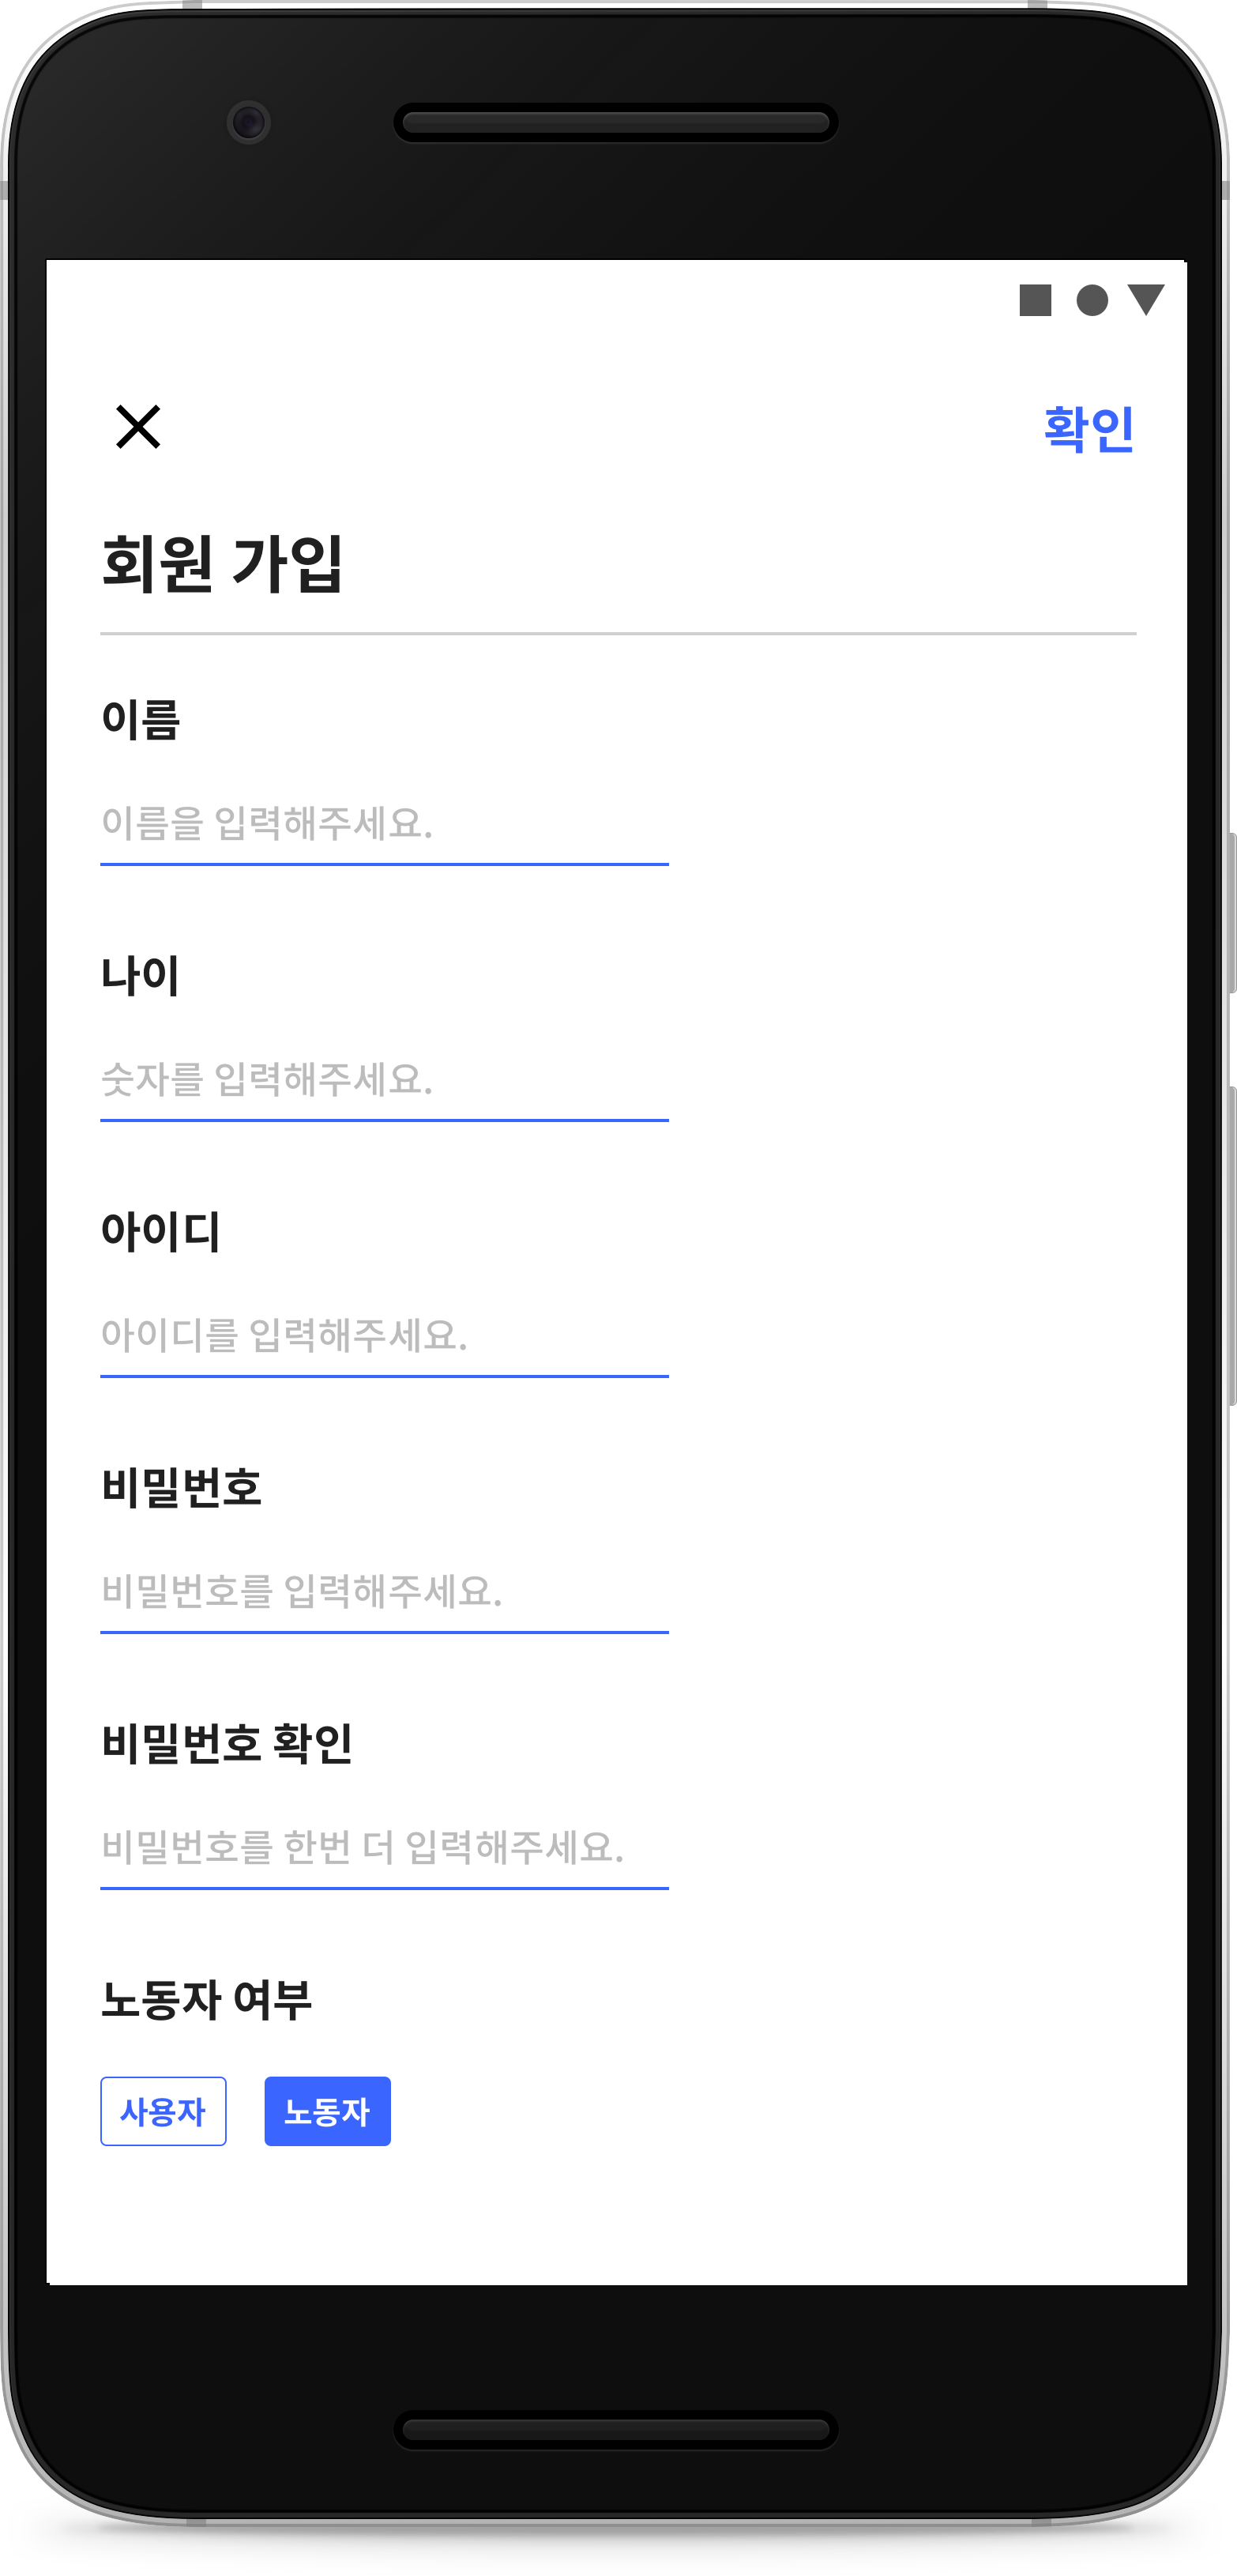 확인
회원 가입
이름
이름을 입력해주세요.
나이
숫자를 입력해주세요.
아이디
아이디를 입력해주세요.
비밀번호
비밀번호를 입력해주세요.
비밀번호 확인
비밀번호를 한번 더 입력해주세요.
노동자 여부
사용자 노동자